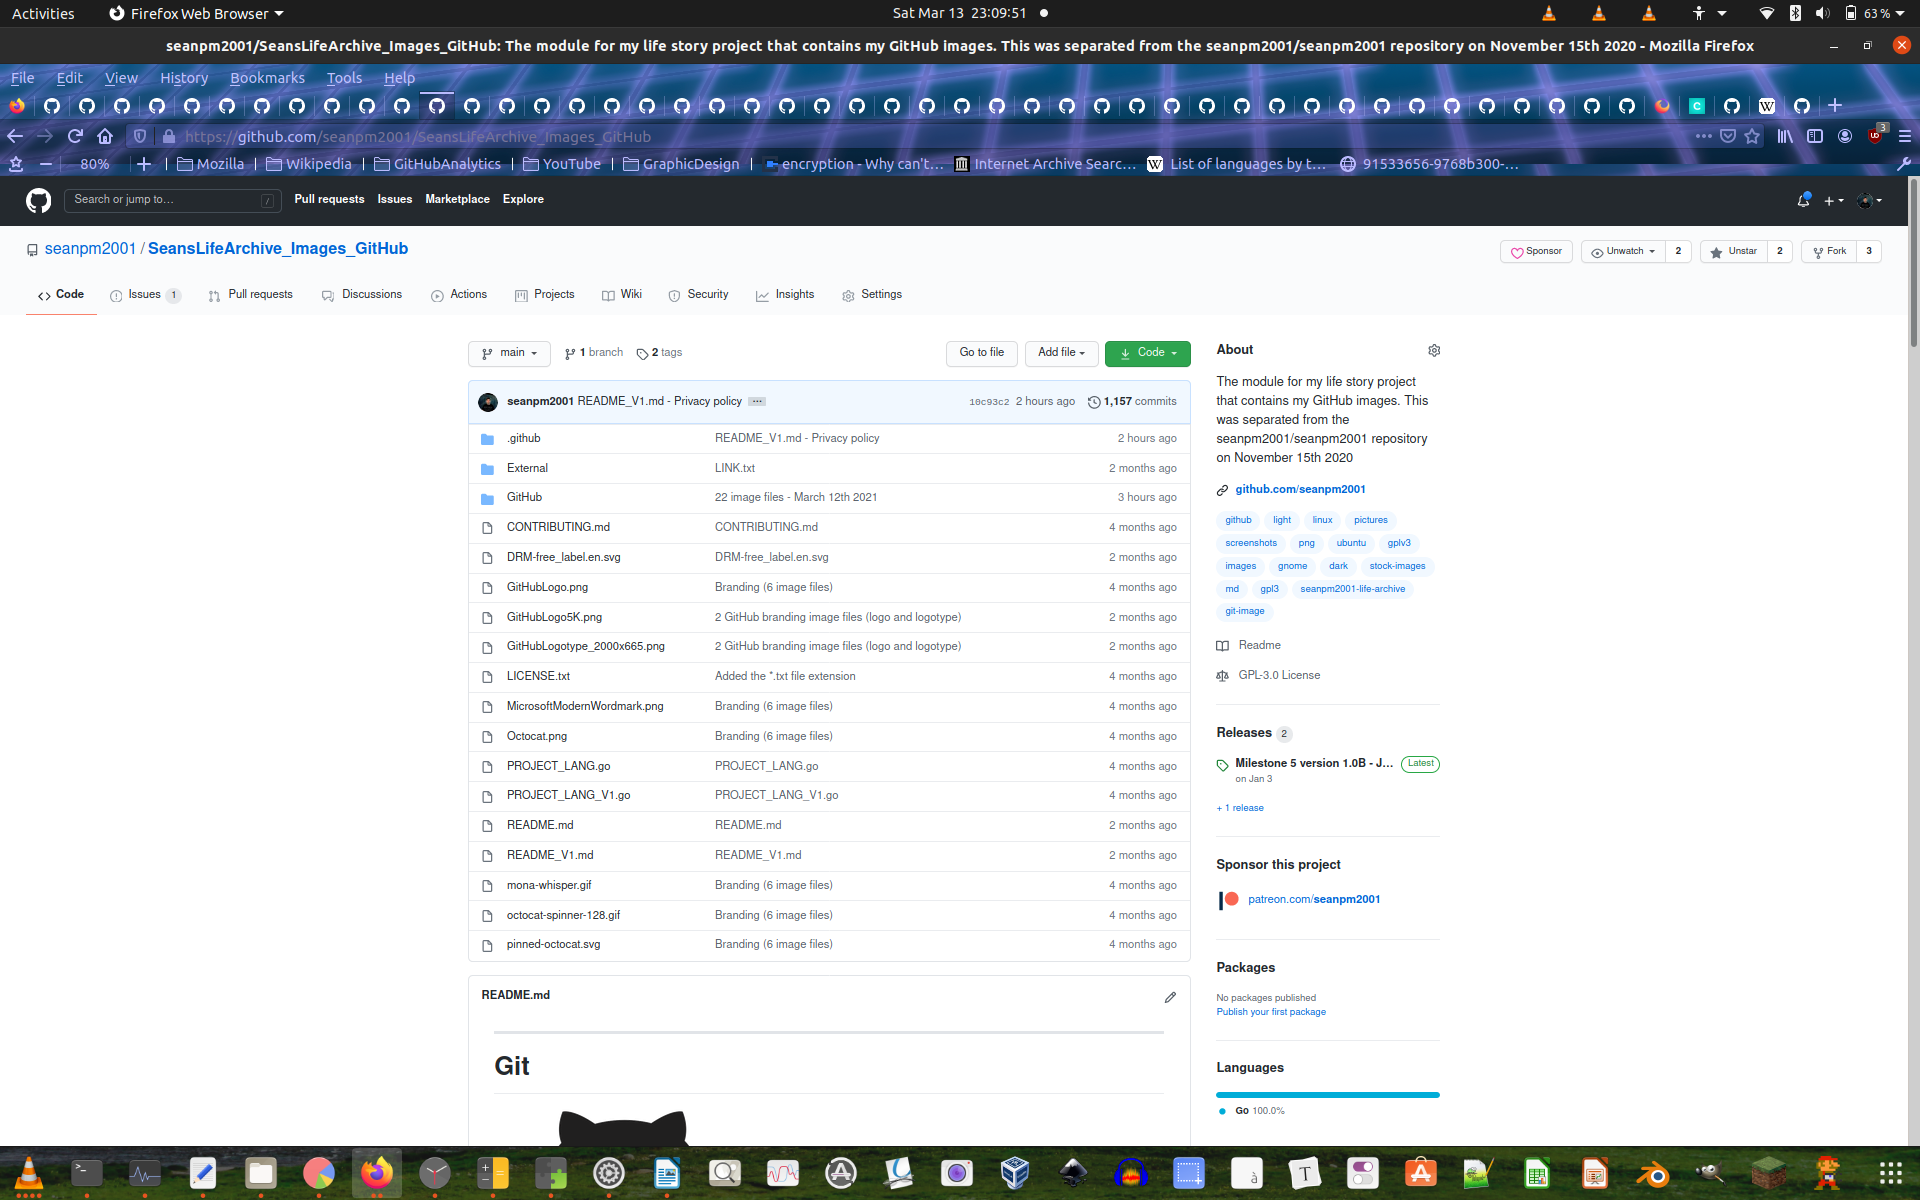 Activities Firefox Web Browser Sat Mar 13 23:09:51 63 %
seanpm2001/SeansLifeArchive_Images_GitHub: The module for my life story project that contains my GitHub images. This was separated from the seanpm2001/seanpm2001 repository on November 15th 2020 - Mozilla Firefox
File Edit View History Bookmarks Tools Help
https://github.com/seanpm2001/SeansLifeArchive_Images_GitHub 3
80% Mozilla Wikipedia GitHubAnalytics YouTube GraphicDesign encryption - Why can't… Internet Archive Searc… List of languages by t… 91533656-9768b300-…
Search or jump to… / Pull requests Issues Marketplace Explore
seanpm2001 / SeansLifeArchive_Images_GitHub Sponsor Unwatch 2 Unstar 2 Fork 3
Code Issues 1 Pull requests Discussions Actions Projects Wiki Security Insights Settings
main 1 branch 2 tags Go to file Add file Code
seanpm2001 README_V1.md - Privacy policy ... 10c93c2 2 hours ago 1,157 commits
.github README_V1.md - Privacy policy 2 hours ago
External LINK.txt 2 months ago
GitHub 22 image files - March 12th 2021 3 hours ago
CONTRIBUTING.md CONTRIBUTING.md 4 months ago
DRM-free_label.en.svg DRM-free_label.en.svg 2 months ago
GitHubLogo.png Branding (6 image files) 4 months ago
GitHubLogo5K.png 2 GitHub branding image files (logo and logotype) 2 months ago
GitHubLogotype_2000x665.png 2 GitHub branding image files (logo and logotype) 2 months ago
LICENSE.txt Added the *.txt file extension 4 months ago
MicrosoftModernWordmark.png Branding (6 image files) 4 months ago
Octocat.png Branding (6 image files) 4 months ago
PROJECT_LANG.go PROJECT_LANG.go 4 months ago
PROJECT_LANG_V1.go PROJECT_LANG_V1.go 4 months ago
README.md README.md 2 months ago
README_V1.md README_V1.md 2 months ago
mona-whisper.gif Branding (6 image files) 4 months ago
octocat-spinner-128.gif Branding (6 image files) 4 months ago
pinned-octocat.svg Branding (6 image files) 4 months ago
README.md
Git
About
The module for my life story project
that contains my GitHub images. This
was separated from the
seanpm2001/seanpm2001 repository
on November 15th 2020
github.com/seanpm2001
github light linux pictures
screenshots png ubuntu gplv3
images gnome dark stock-images
md gpl3 seanpm2001-life-archive
git-image
Readme
GPL-3.0 License
Releases 2
Milestone 5 version 1.0B - J... Latest
on Jan 3
+ 1 release
Sponsor this project
patreon.com/seanpm2001
Packages
No packages published
Publish your first package
Languages
Go 100.0%